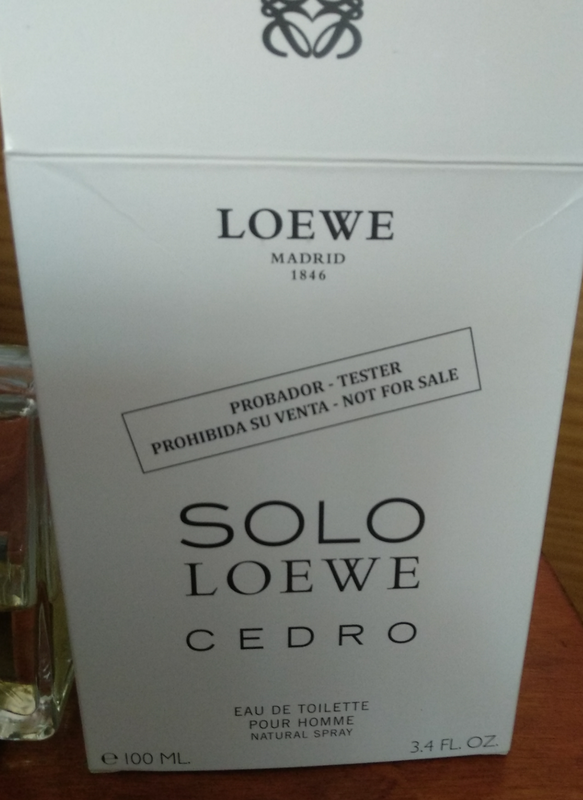 LOEWE
MADRID
1846
PROBADOR - TESTER
PROHIBIDA SU VENTA - NOT FOR SALE
SOLO
LOEWE
CEDRO
EAU DE TOILETTE
POUR HOMME
NATURAL SPRAY
℮ 100 ML.
3.4 FL. OZ.